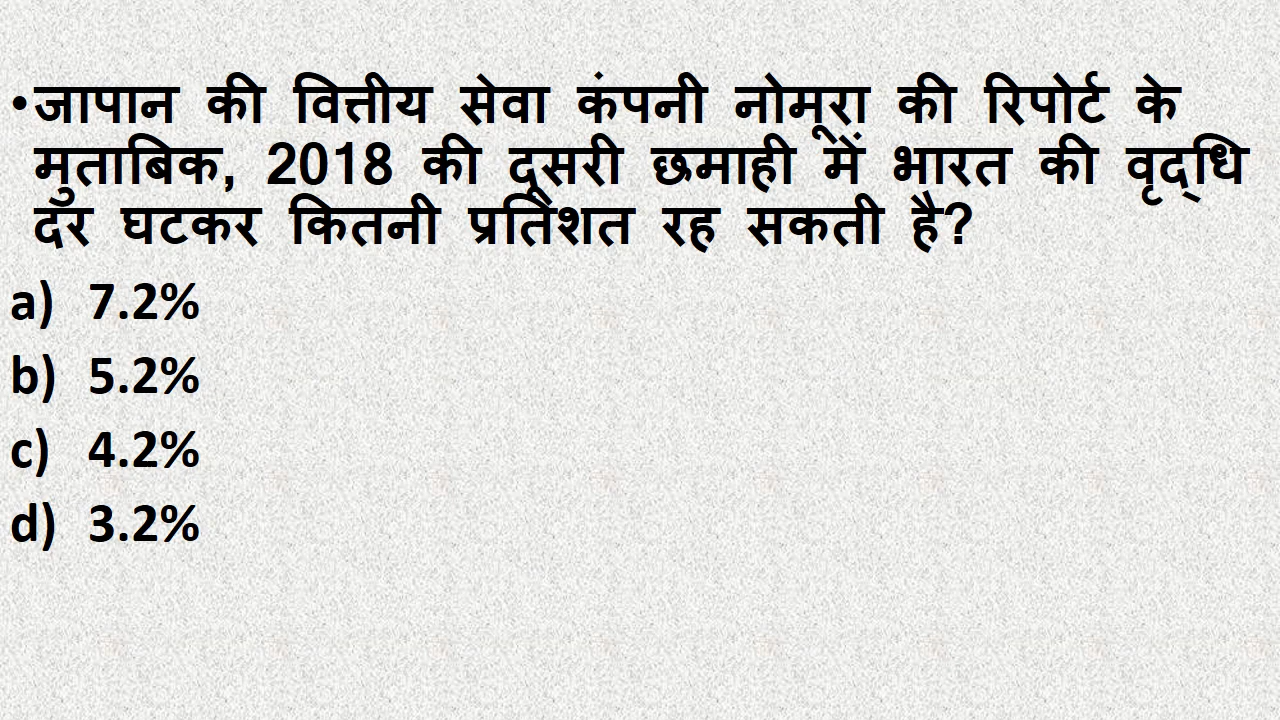 •जापान की वित्तीय सेवा कंपनी नोमूरा की रिपोर्ट के
मुताबिक, 2018 की दूसरी छमाही में भारत की वृद्धि
दर घटकर कितनी प्रतिशत रह सकती है?
a) 7.2%
b) 5.2%
c) 4.2%
d) 3.2%